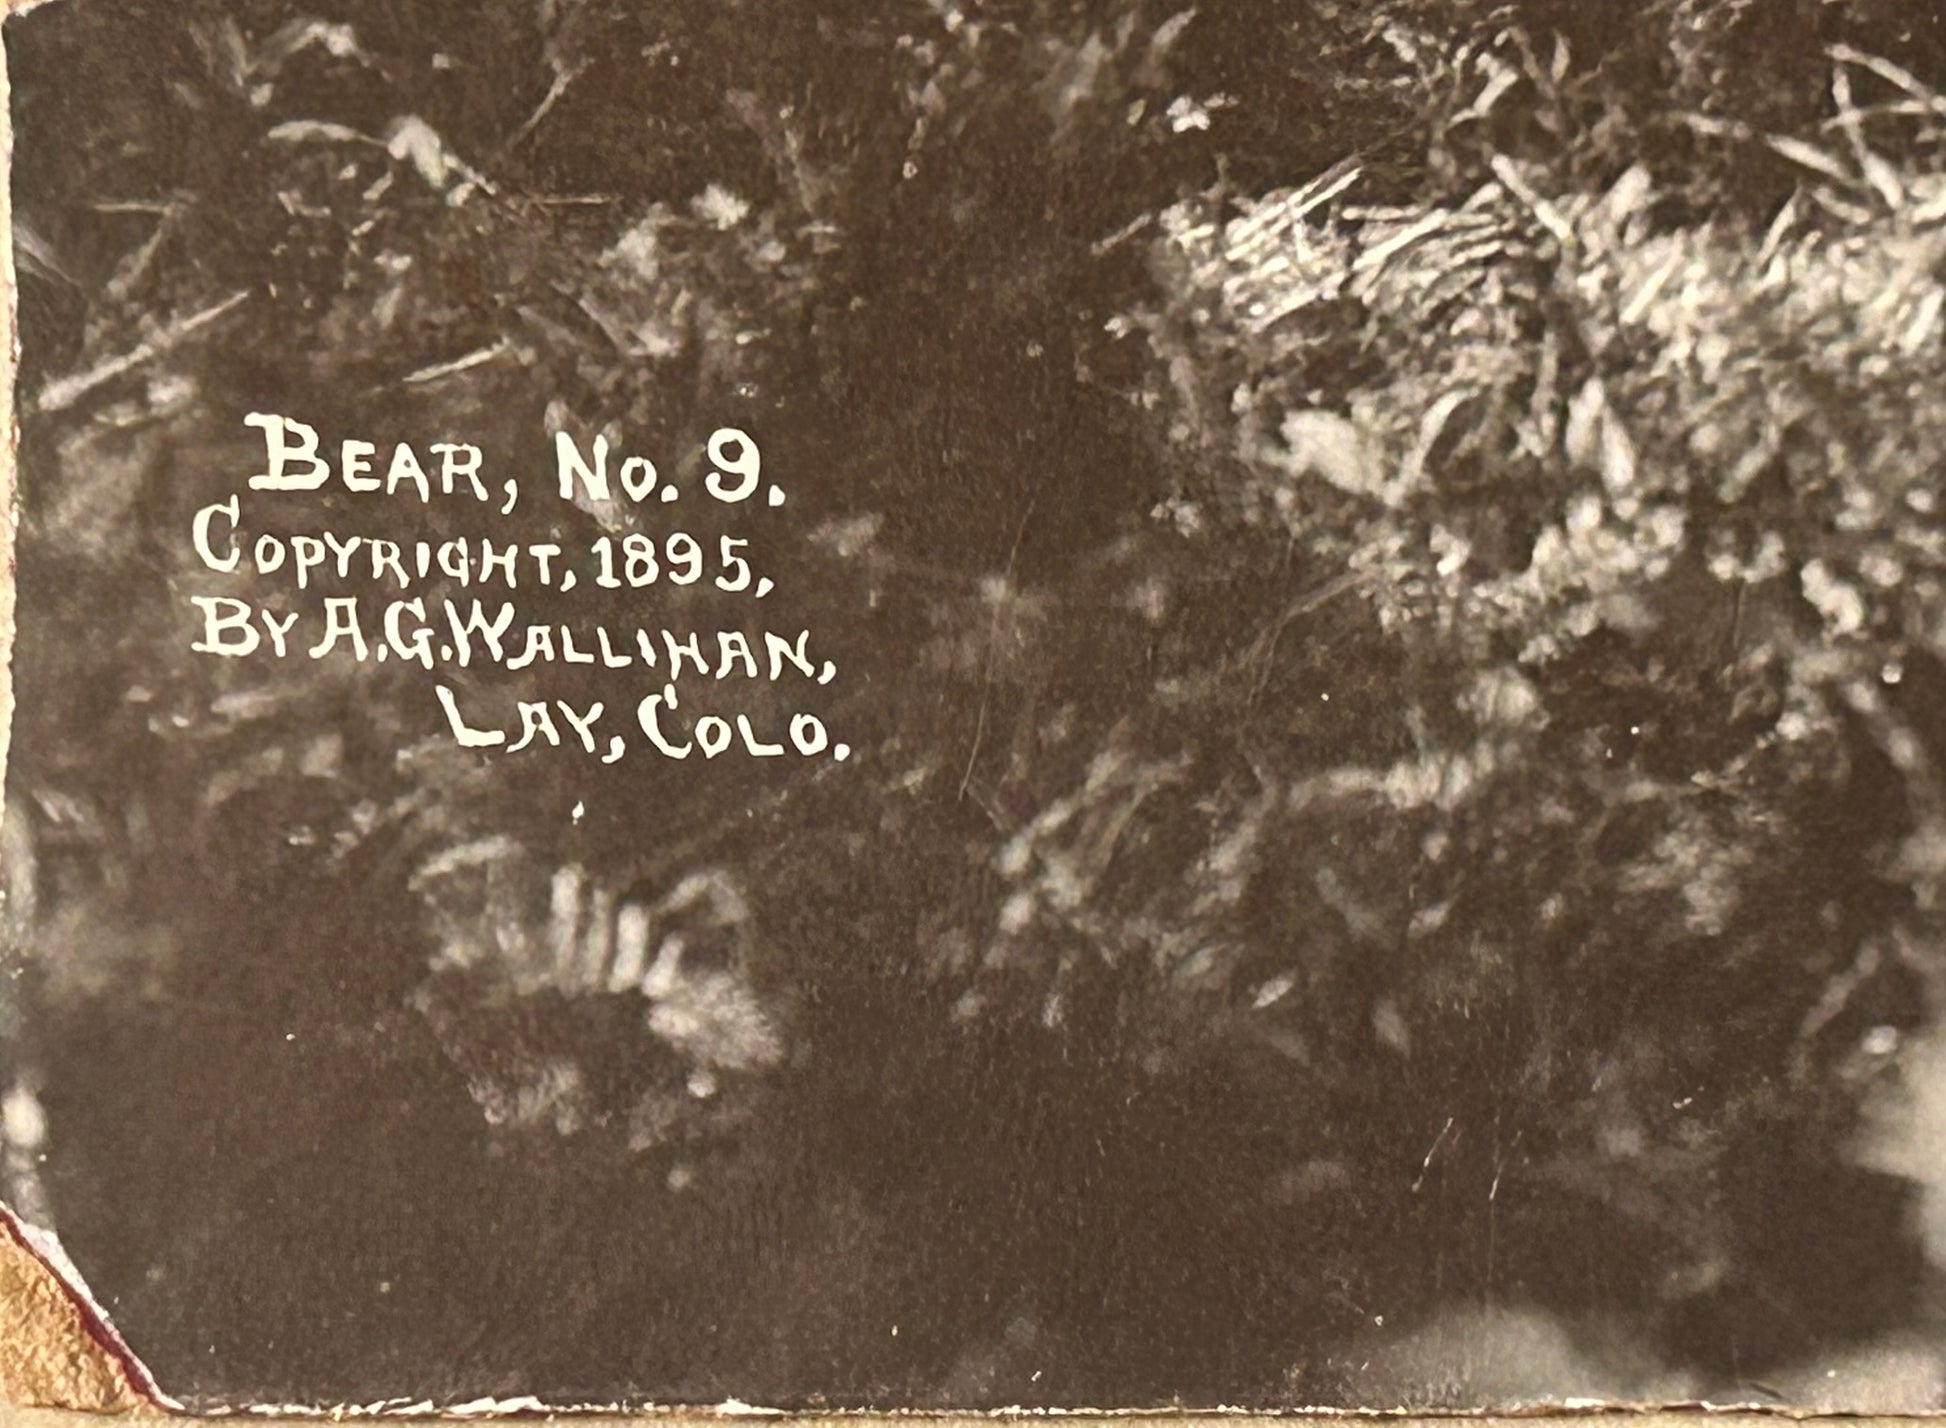 BEAR, No. 9.
COPYRIGHT, 1895,
BY A.G. WALLIHAN,
LAY, COLO.